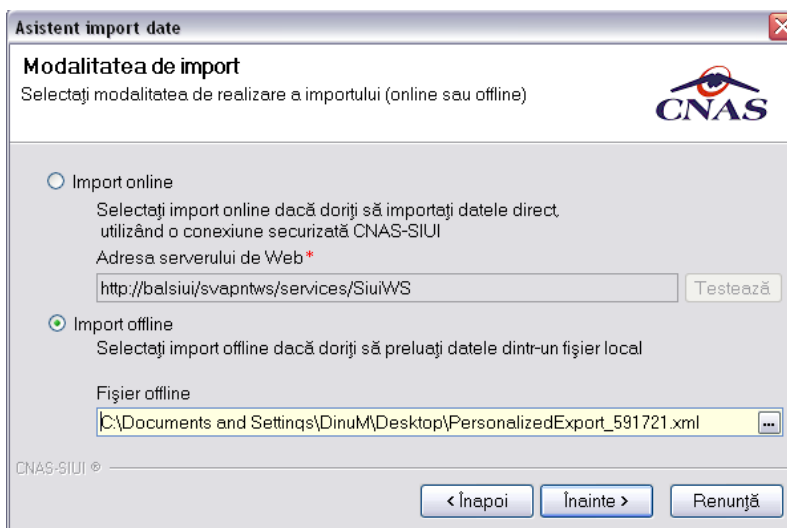 Asistent import date
Modalitatea de import
Selectaţi modalitatea de realizare a importului (online sau offline)
CNAS
Import online
Selectaţi import online dacă doriţi să importaţi datele direct,
utilizând o conexiune securizată CNAS-SIUI
Adresa serverului de Web*
http://balsiui/svapntws/services/SiuiWS
Testează
Import offline
Selectaţi import offline dacă doriţi să preluaţi datele dintr-un fişier local
Fişier offline
C:\Documents and Settings\DinuM\Desktop\PersonalizedExport_591721.xml
...
CNAS-SIUI ®
< Înapoi
Înainte >
Renunţă